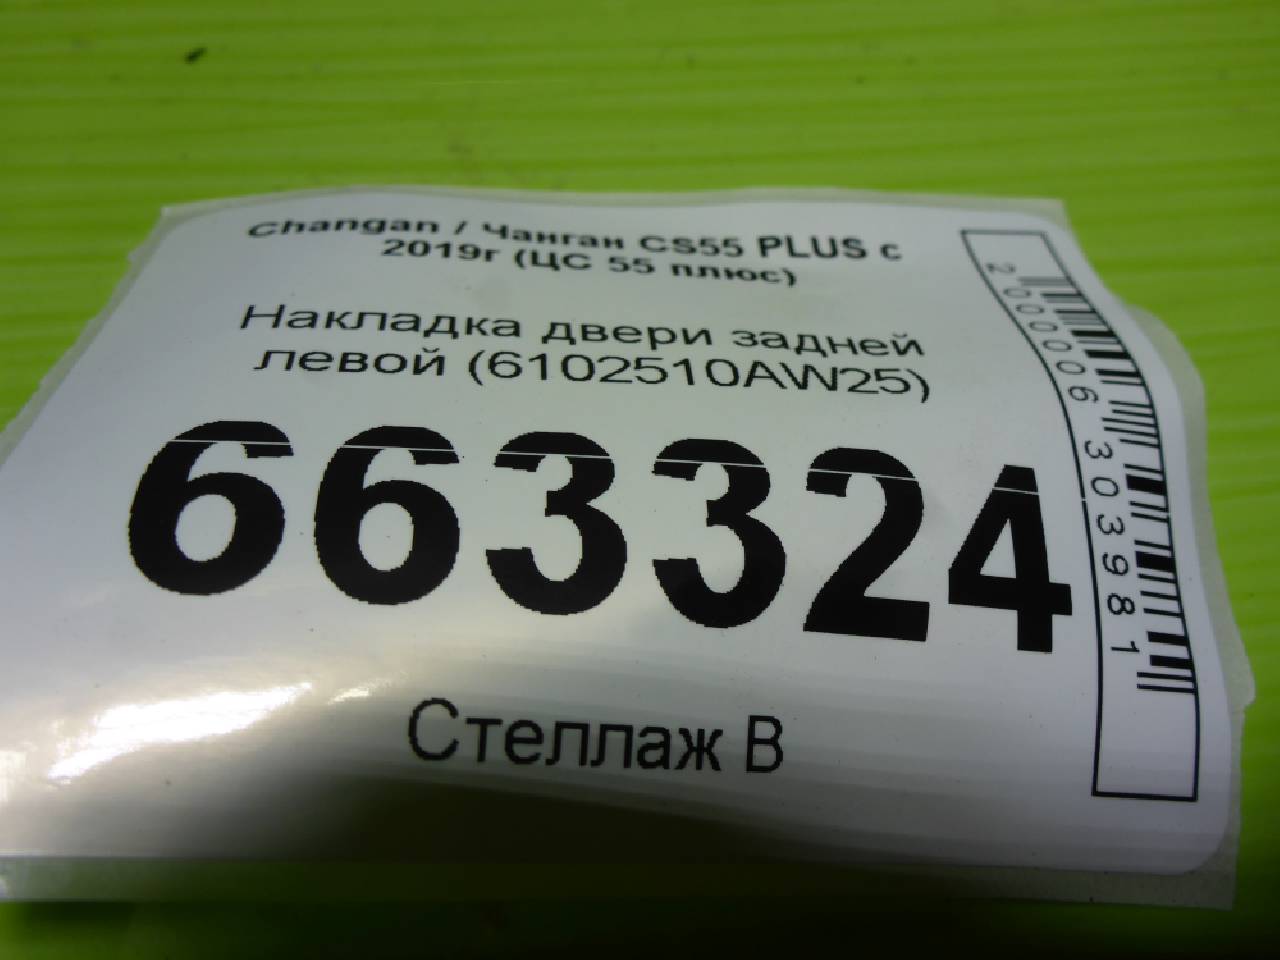 Changan / Чанган CS55 PLUS с
2019г (ЦС 55 плюс)
Накладка двери задней
левой (6102510AW25)
663324
Стеллаж В
2000006303981